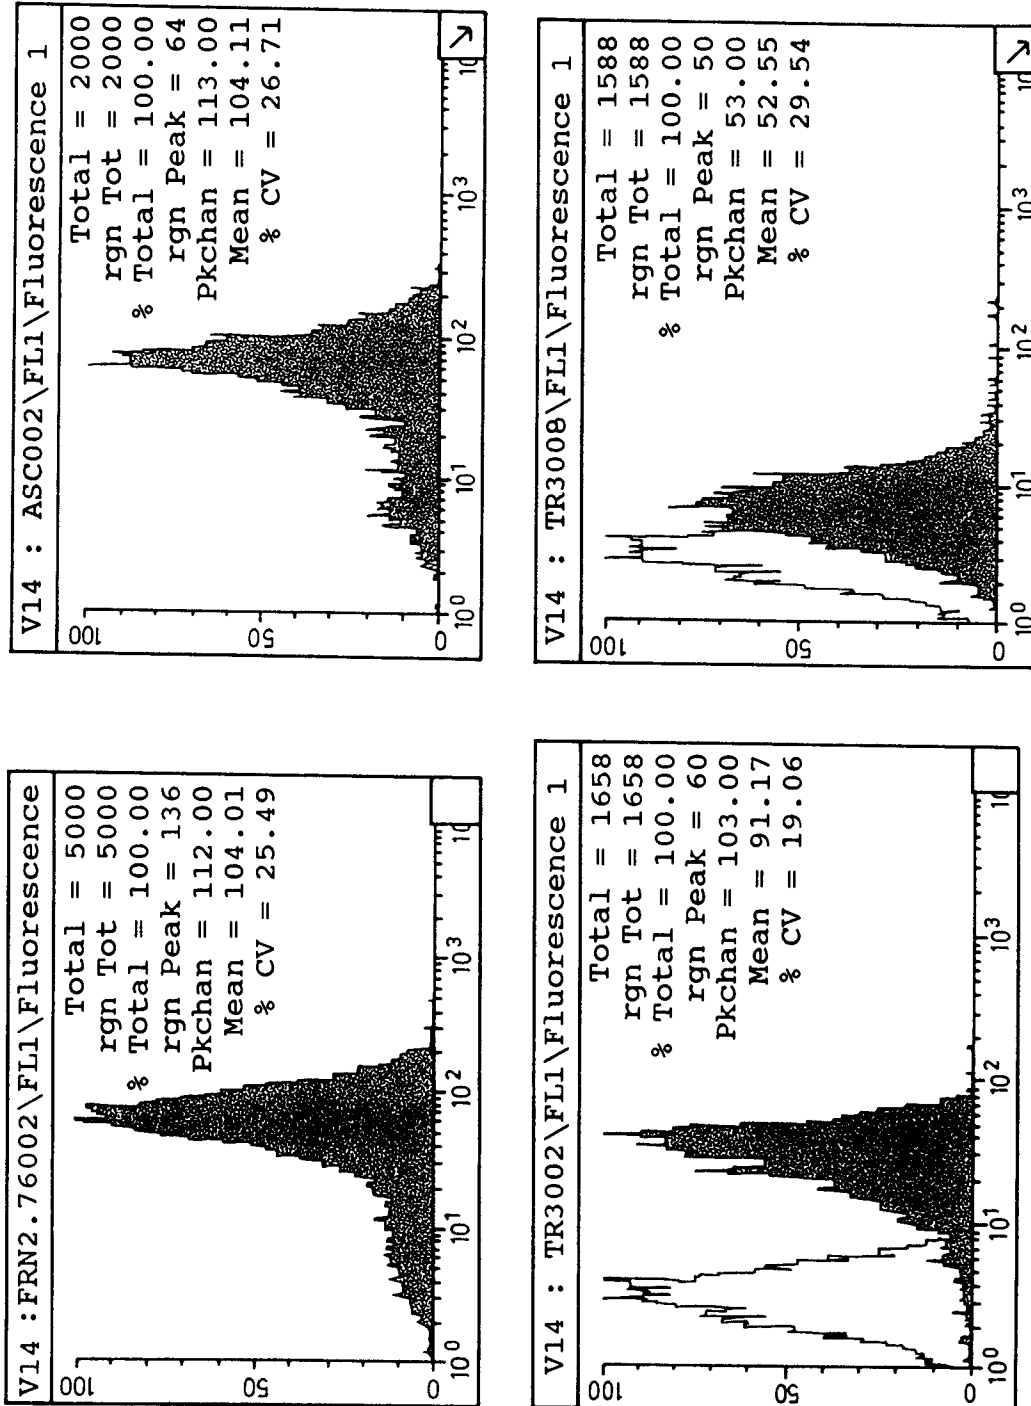 V14 :FRN2.76002\FL1\Fluorescence
Total = 5000
rgn Tot = 5000
% Total = 100.00
rgn Peak = 136
Pkchan = 112.00
Mean = 104.01
% CV = 25.49
100
50
0
10⁰
10¹
10²
10³
10
V14 : ASC002\FL1\Fluorescence 1
Total = 2000
rgn Tot = 2000
% Total = 100.00
rgn Peak = 64
Pkchan = 113.00
Mean = 104.11
% CV = 26.71
100
50
0
10⁰
10¹
10²
10³
10
V14 : TR3002\FL1\Fluorescence 1
Total = 1658
rgn Tot = 1658
% Total = 100.00
rgn Peak = 60
Pkchan = 103.00
Mean = 91.17
% CV = 19.06
100
50
0
10⁰
10¹
10²
10³
10
V14 : TR3008\FL1\Fluorescence 1
Total = 1588
rgn Tot = 1588
% Total = 100.00
rgn Peak = 50
Pkchan = 53.00
Mean = 52.55
% CV = 29.54
100
50
0
10⁰
10¹
10²
10³
10